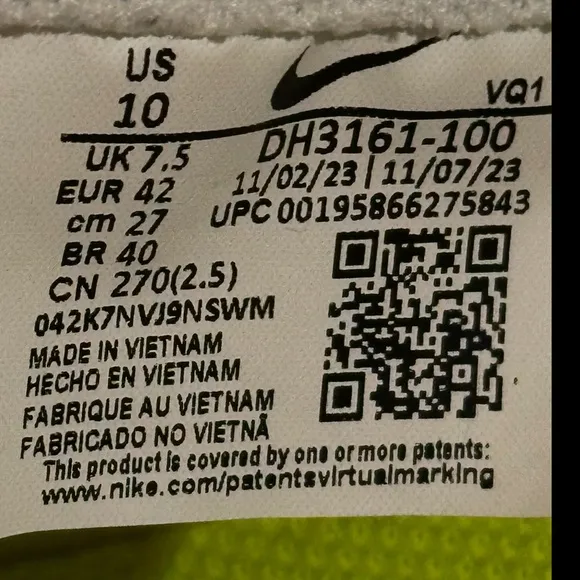 US
10
VQ1
UK 7.5
EUR 42
cm 27
BR 40
CN 270(2.5)
DH3161-100
11/02/23 | 11/07/23
UPC 00195866275843
042K7NVJ9NSWM
MADE IN VIETNAM
HECHO EN VIETNAM
FABRIQUE AU VIETNAM
FABRICADO NO VIETNÃ
This product is covered by one or more patents:
www.nike.com/patentsvirtualmarking